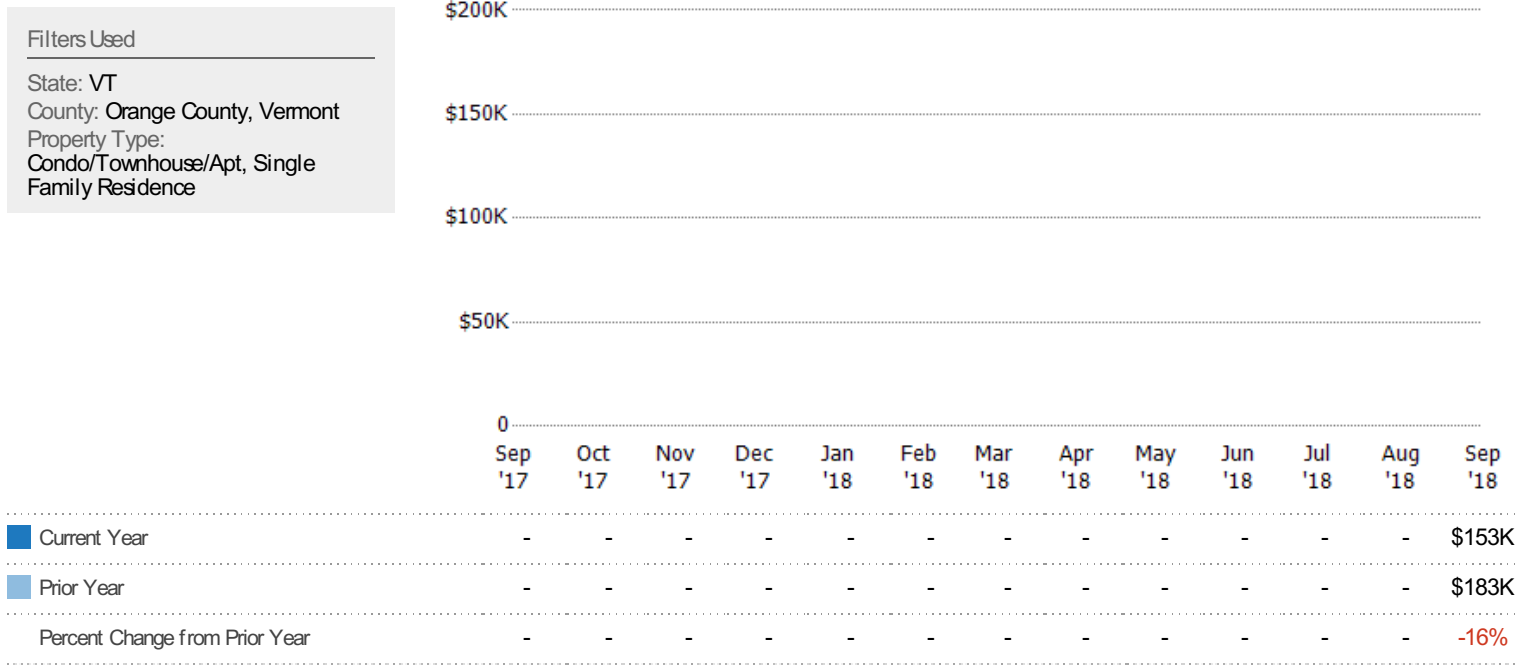 Filters Used
State: VT
County: Orange County, Vermont
Property Type:
Condo/Townhouse/Apt, Single
Family Residence
$200K
$150K
$100K
$50K
0
Sep Oct Nov Dec Jan Feb Mar Apr May Jun Jul Aug Sep
'17 '17 '17 '17 '18 '18 '18 '18 '18 '18 '18 '18 '18
Current Year - - - - - - - - - - - - $153K
Prior Year - - - - - - - - - - - - $183K
Percent Change from Prior Year - - - - - - - - - - - - -16%